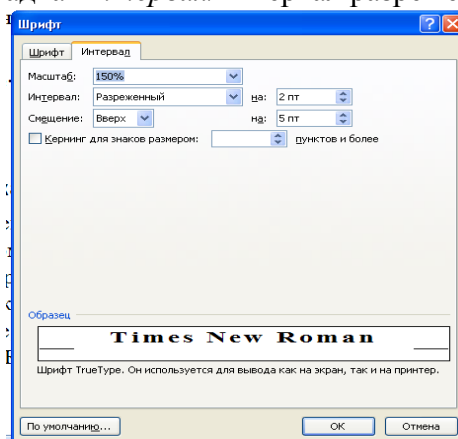 Шрифт
Шрифт Интервал
Масштаб: 150%
Интервал: Разреженный на: 2 пт
Смещение: Вверх на: 5 пт
Кернинг для знаков размером: пунктов и более
Образец
Times New Roman
Шрифт TrueType. Он используется для вывода как на экран, так и на принтер.
По умолчанию... ОК Отмена